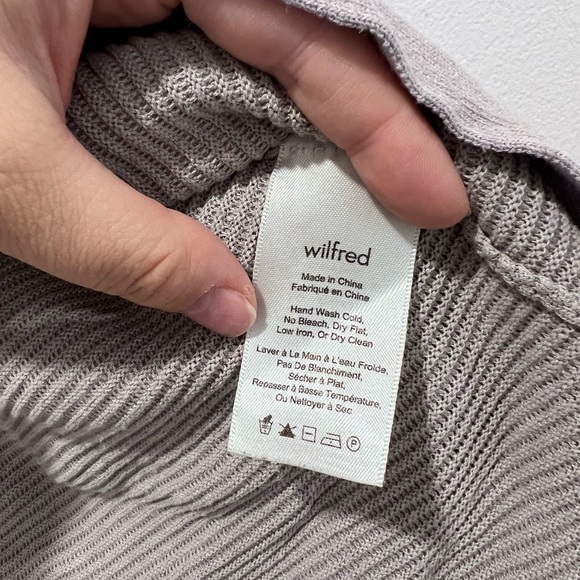 wilfred
Made in China
Fabriqué en Chine
Hand Wash Cold,
No Bleach, Dry Flat,
Low Iron, Or Dry Clean
Laver à La Main à L'eau Froide,
Pas De Blanchiment,
Sécher à Plat,
Repasser à Basse Température,
Ou Nettoyer à Sac
P